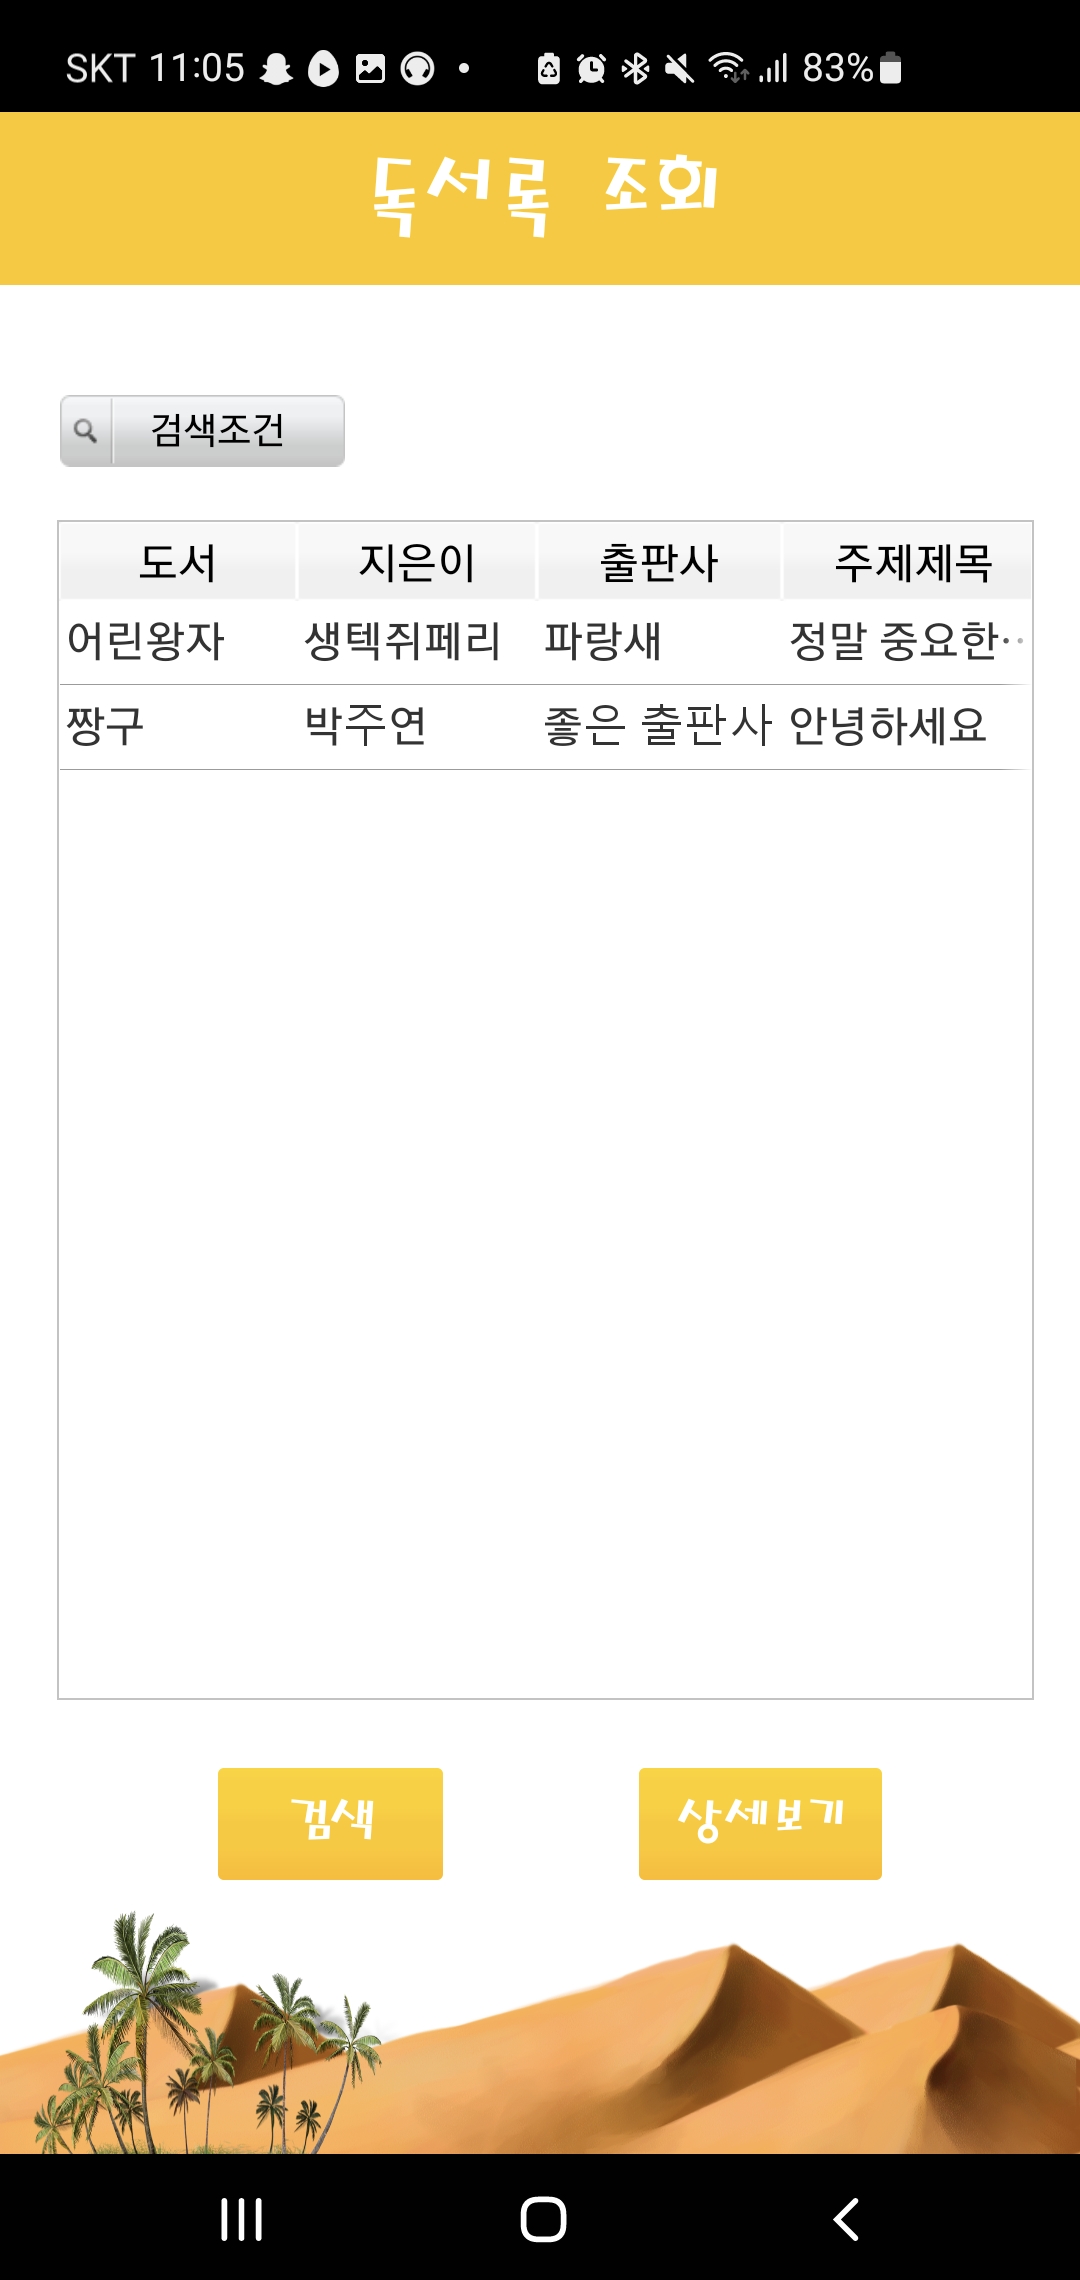 SKT 11:05 83%
독서록 조회
검색조건
도서 지은이 출판사 주제제목
어린왕자 생텍쥐페리 파랑새 정말 중요한··
짱구 박주연 좋은 출판사 안녕하세요
검색 상세보기